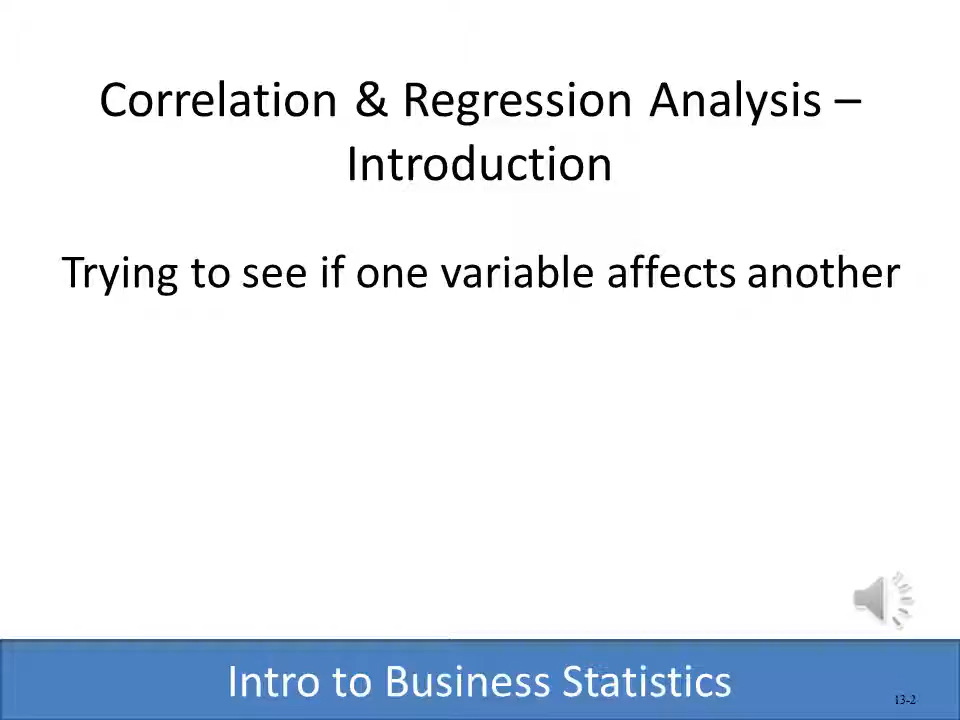 Correlation & Regression Analysis –
Introduction
Trying to see if one variable affects another
Intro to Business Statistics
13-2